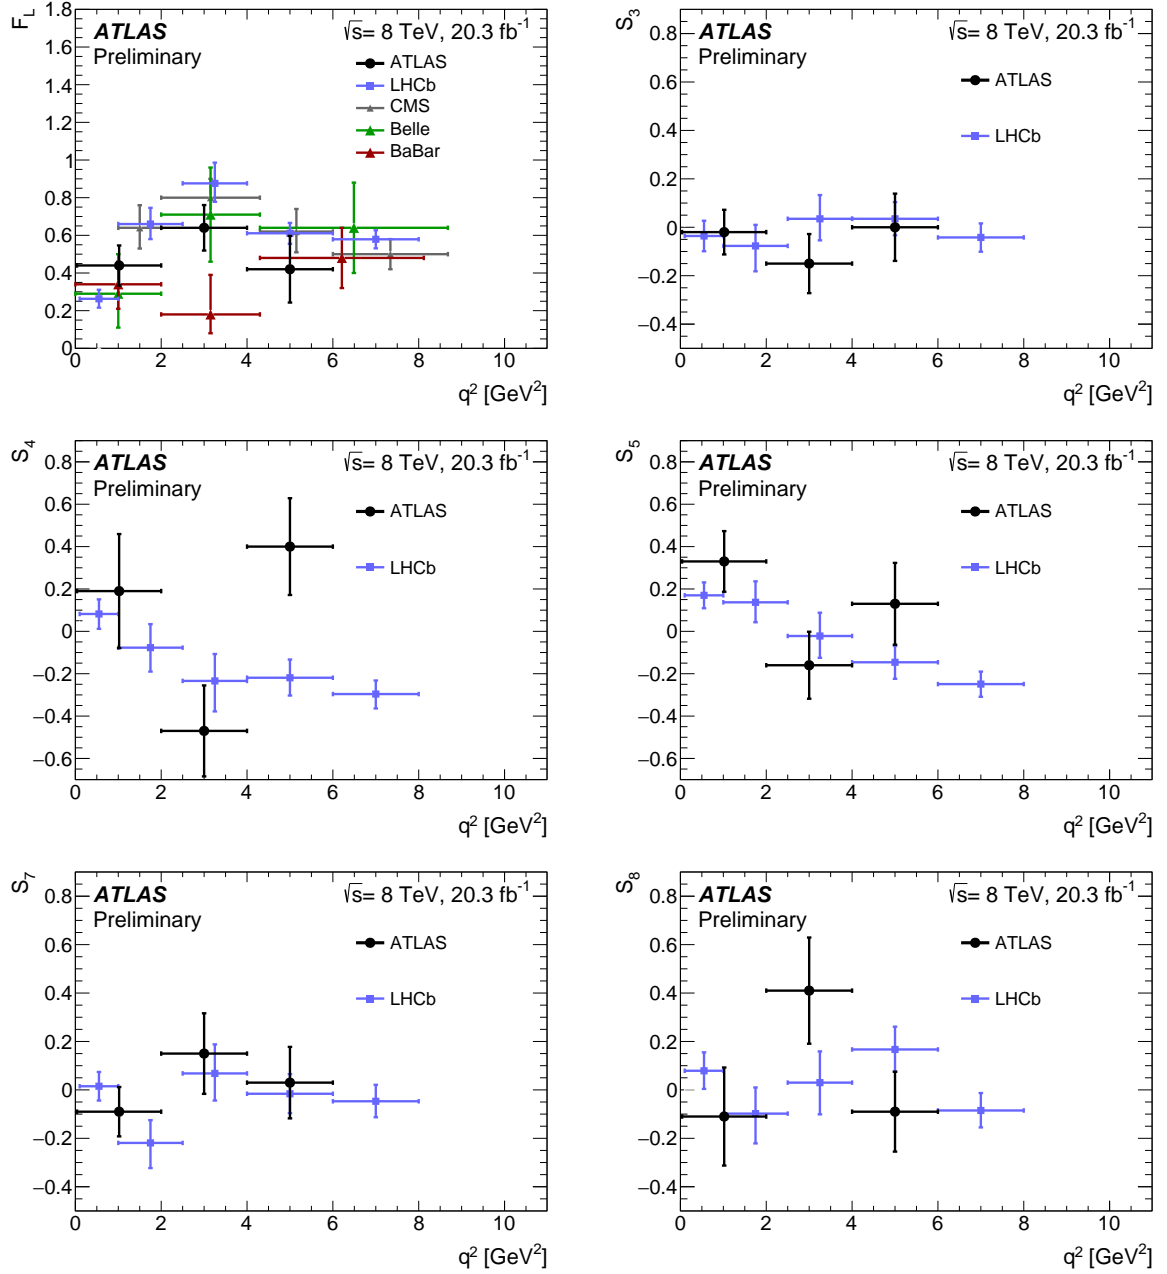 F_L
ATLAS
√s= 8 TeV, 20.3 fb⁻¹
Preliminary
ATLAS
LHCb
CMS
Belle
BaBar
1.8
1.6
1.4
1.2
1
0.8
0.6
0.4
0.2
0
0 2 4 6 8 10
q² [GeV²]
S₃
ATLAS
√s= 8 TeV, 20.3 fb⁻¹
Preliminary
ATLAS
LHCb
0.8
0.6
0.4
0.2
0
−0.2
−0.4
0 2 4 6 8 10
q² [GeV²]
S₄
ATLAS
√s= 8 TeV, 20.3 fb⁻¹
Preliminary
ATLAS
LHCb
0.8
0.6
0.4
0.2
0
−0.2
−0.4
−0.6
0 2 4 6 8 10
q² [GeV²]
S₅
ATLAS
√s= 8 TeV, 20.3 fb⁻¹
Preliminary
ATLAS
LHCb
0.8
0.6
0.4
0.2
0
−0.2
−0.4
−0.6
0 2 4 6 8 10
q² [GeV²]
S₇
ATLAS
√s= 8 TeV, 20.3 fb⁻¹
Preliminary
ATLAS
LHCb
0.8
0.6
0.4
0.2
0
−0.2
−0.4
0 2 4 6 8 10
q² [GeV²]
S₈
ATLAS
√s= 8 TeV, 20.3 fb⁻¹
Preliminary
ATLAS
LHCb
0.8
0.6
0.4
0.2
0
−0.2
−0.4
0 2 4 6 8 10
q² [GeV²]